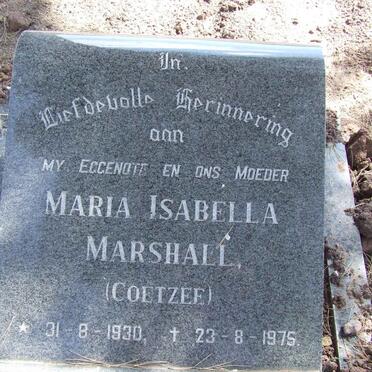 In
Liefdevolle Herinnering
aan
MY EGGENOTE EN ONS MOEDER
MARIA ISABELLA
MARSHALL
(COETZEE)
* 31-8-1930, † 23-8-1975.